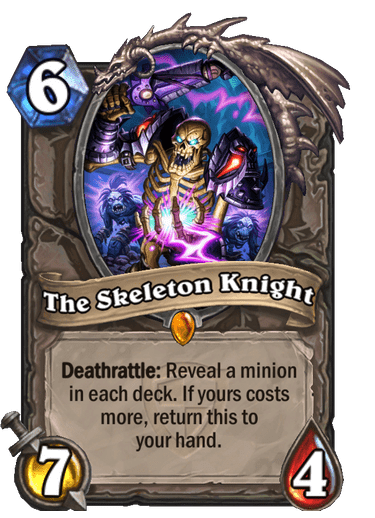 6
The Skeleton Knight
Deathrattle: Reveal a minion
in each deck. If yours costs
more, return this to
your hand.
7
4